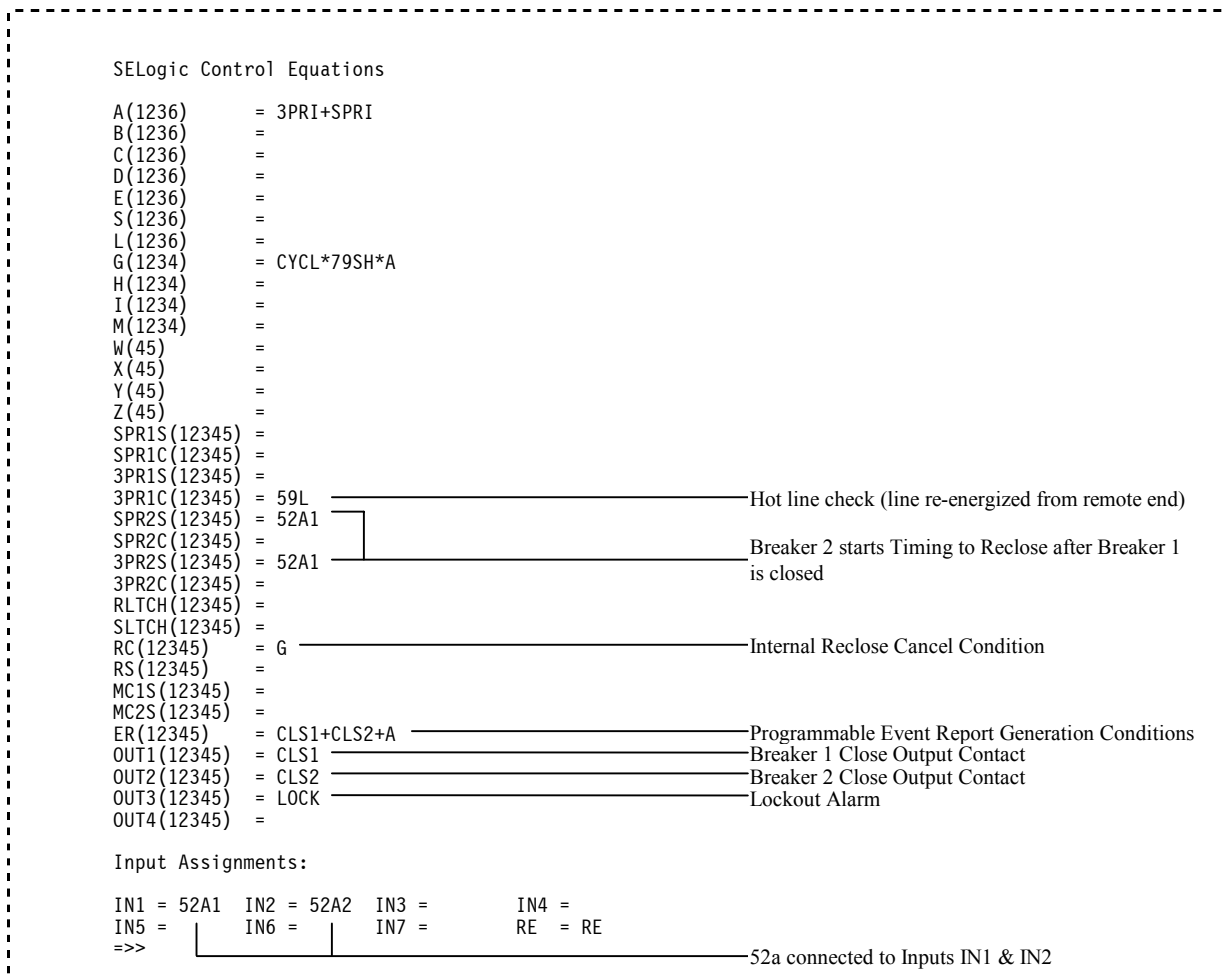 SELogic Control Equations
A(1236) = 3PRI+SPRI
B(1236) =
C(1236) =
D(1236) =
E(1236) =
S(1236) =
L(1236) =
G(1234) = CYCL*79SH*A
H(1234) =
I(1234) =
M(1234) =
W(45) =
X(45) =
Y(45) =
Z(45) =
SPR1S(12345) =
SPR1C(12345) =
3PR1S(12345) =
3PR1C(12345) = 59L Hot line check (line re-energized from remote end)
SPR2S(12345) = 52A1
SPR2C(12345) =
Breaker 2 starts Timing to Reclose after Breaker 1
3PR2S(12345) = 52A1
is closed
3PR2C(12345) =
RLTCH(12345) =
SLTCH(12345) =
RC(12345) = G Internal Reclose Cancel Condition
RS(12345) =
MC1S(12345) =
MC2S(12345) =
ER(12345) = CLS1+CLS2+A Programmable Event Report Generation Conditions
OUT1(12345) = CLS1 Breaker 1 Close Output Contact
OUT2(12345) = CLS2 Breaker 2 Close Output Contact
OUT3(12345) = LOCK Lockout Alarm
OUT4(12345) =
Input Assignments:
IN1 = 52A1 IN2 = 52A2 IN3 = IN4 =
IN5 = IN6 = IN7 = RE = RE
=>> 52a connected to Inputs IN1 & IN2